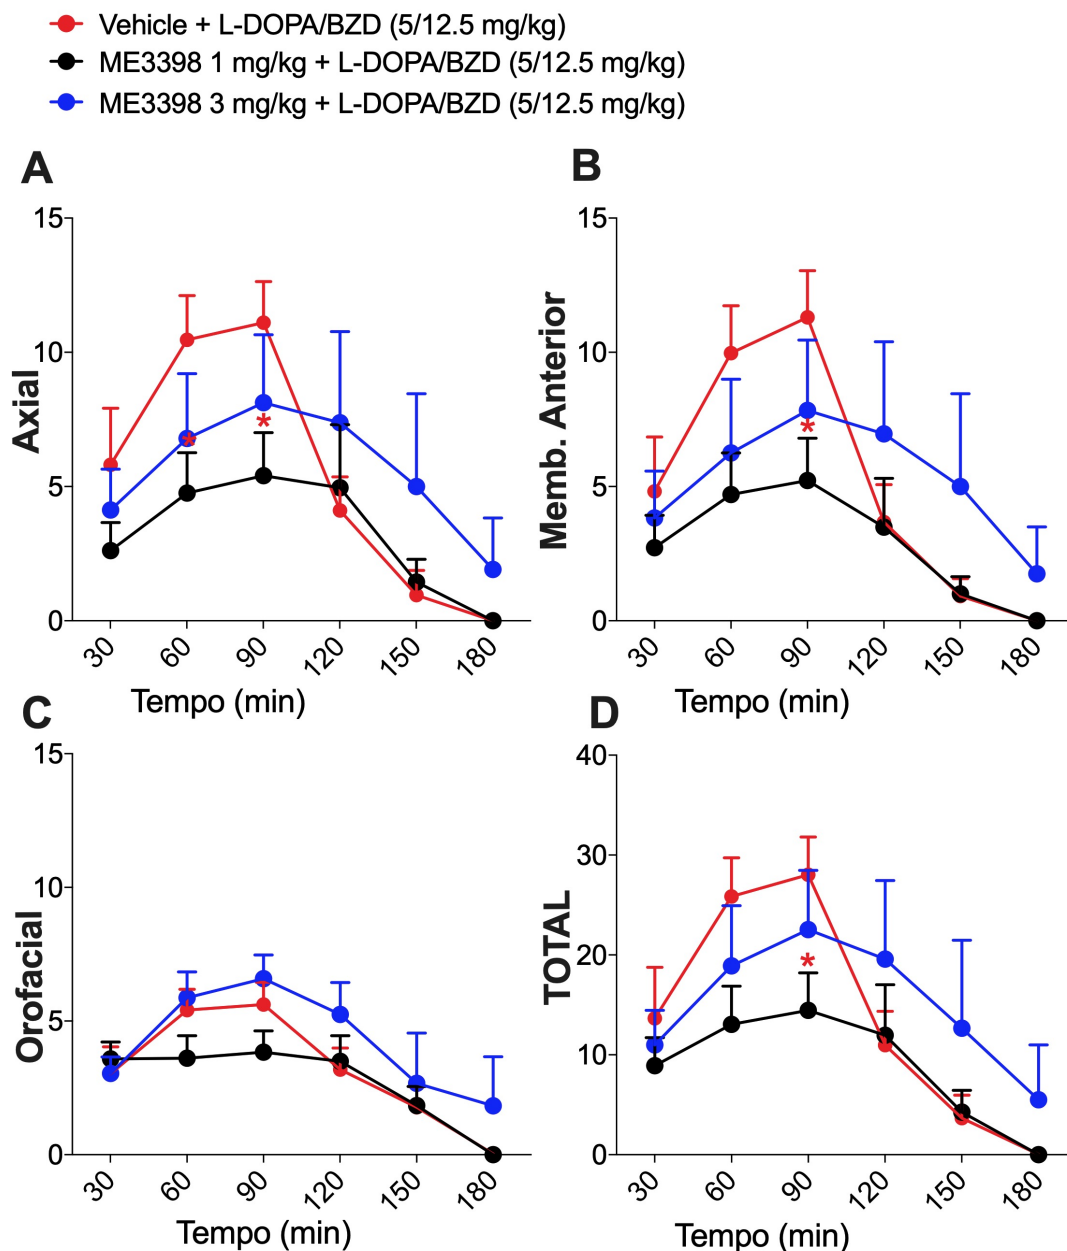 Vehicle + L-DOPA/BZD (5/12.5 mg/kg)
ME3398 1 mg/kg + L-DOPA/BZD (5/12.5 mg/kg)
ME3398 3 mg/kg + L-DOPA/BZD (5/12.5 mg/kg)
A
Axial
15
10
5
0
30 60 90 120 150 180
*
*
Tempo (min)
B
Memb. Anterior
15
10
5
0
30 60 90 120 150 180
*
Tempo (min)
C
Orofacial
15
10
5
0
30 60 90 120 150 180
Tempo (min)
D
TOTAL
40
30
20
10
0
30 60 90 120 150 180
*
Tempo (min)